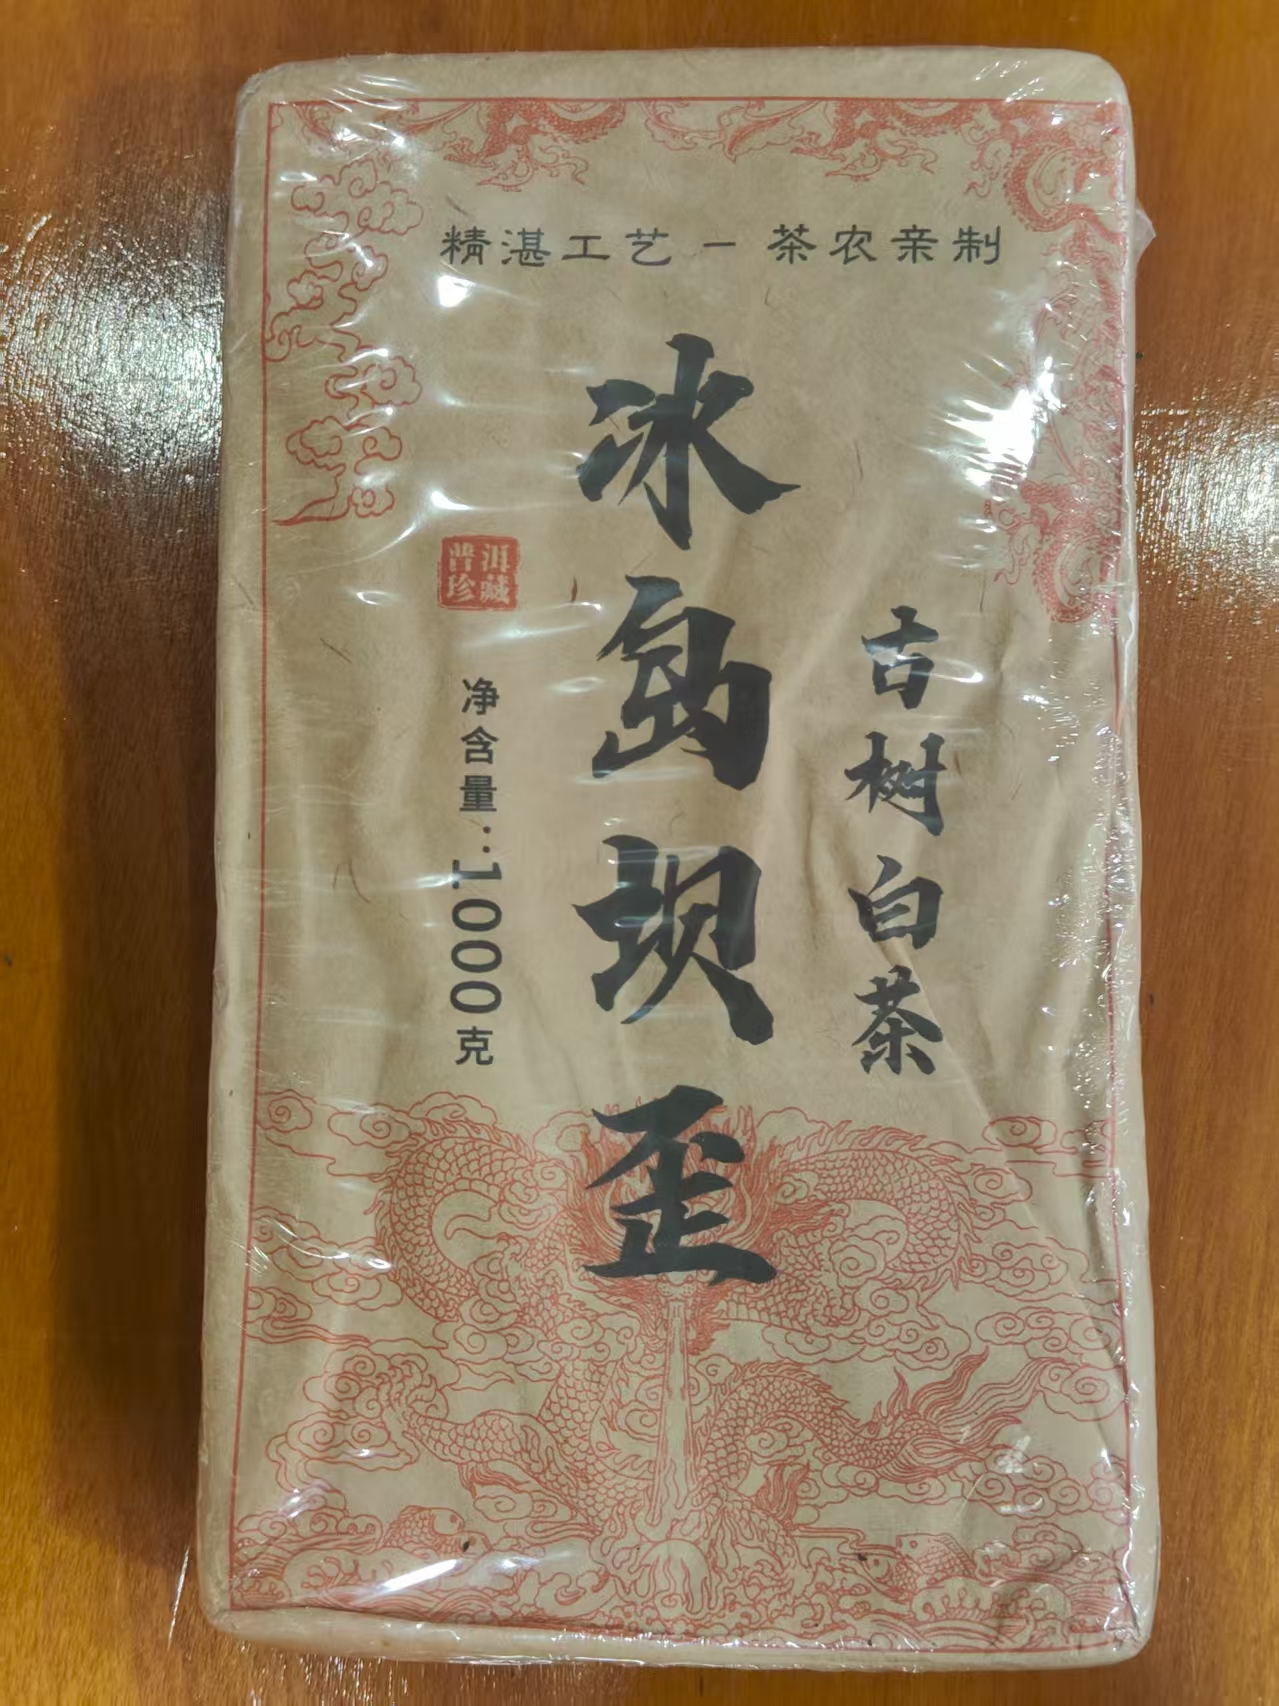 精湛工艺－茶农亲制
古树白茶
冰岛坝歪
普洱
珍藏
净含量：1000克